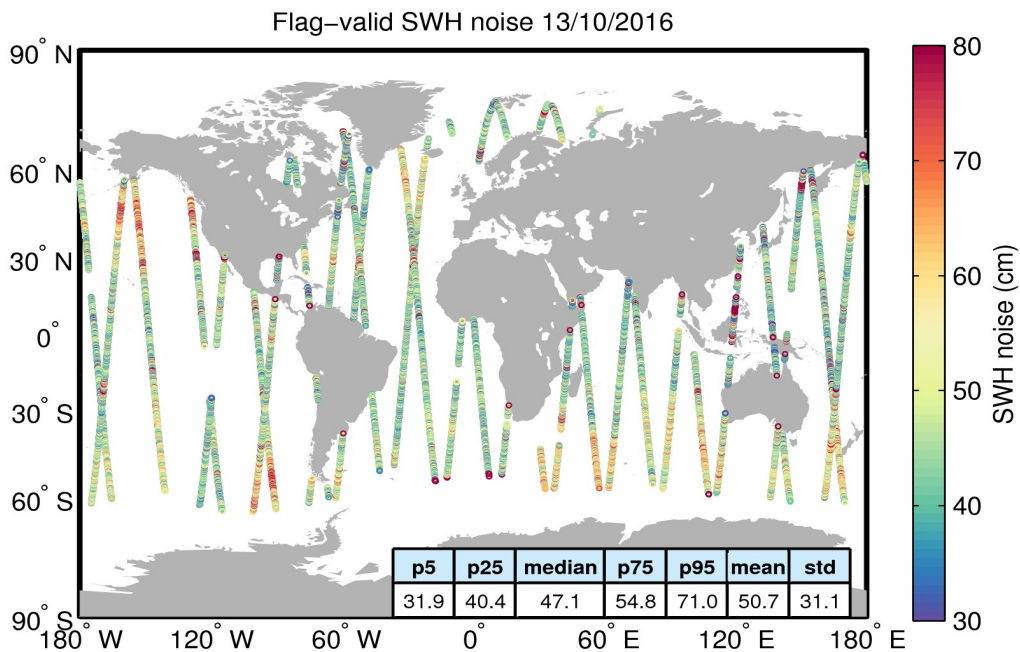 Flag−valid SWH noise 13/10/2016
90° N
60° N
30° N
0°
30° S
60° S
90° S
180° W
120° W
60° W
0°
60° E
120° E
180° E
p5 p25 median p75 p95 mean std
31.9 40.4 47.1 54.8 71.0 50.7 31.1
80
70
60
50
40
30
SWH noise (cm)